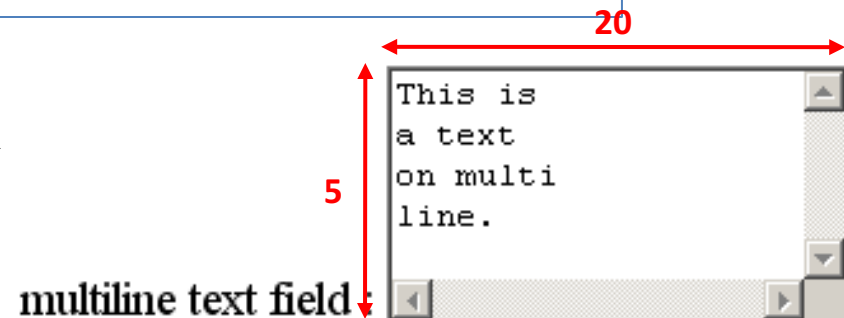 20
This is
a text
on multi
line.
5
multiline text field :